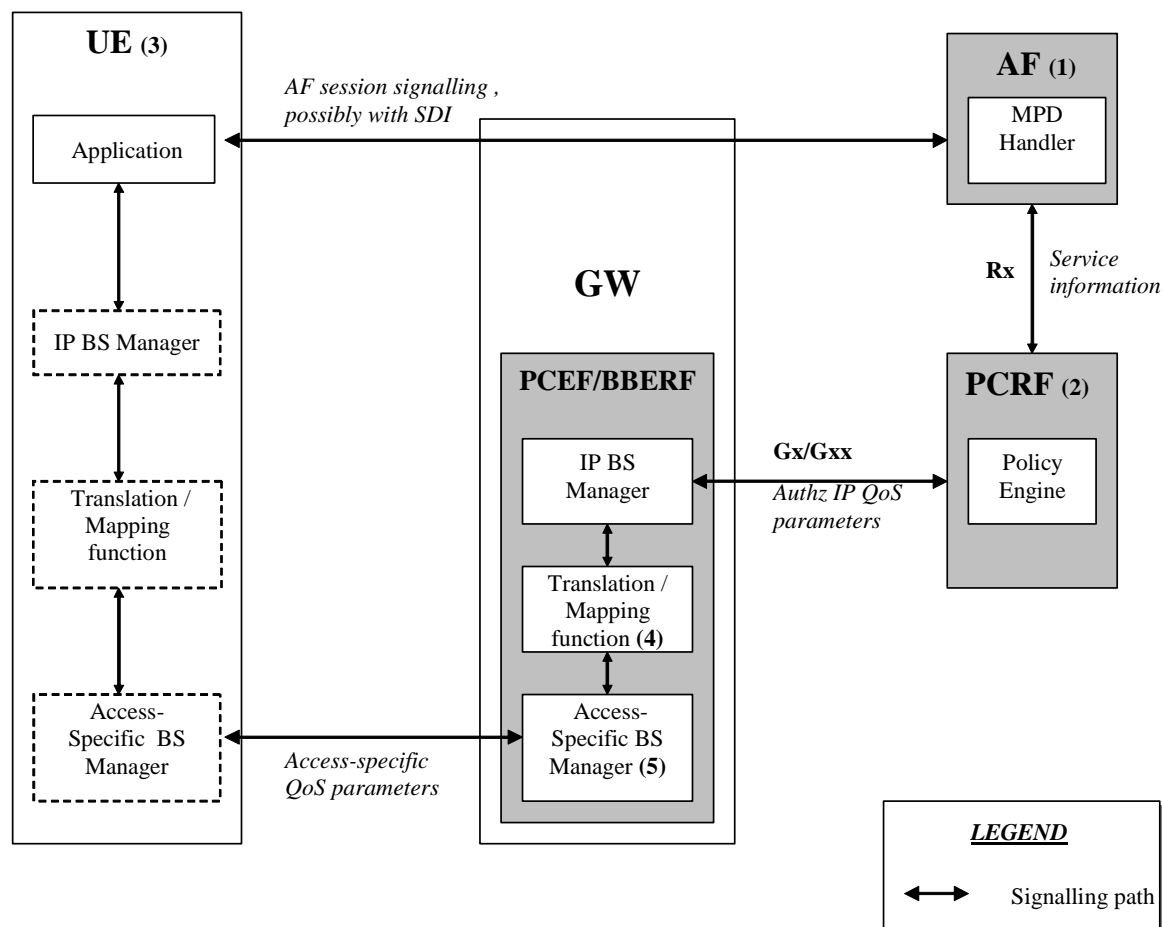 UE (3)
AF (1)
AF session signalling ,
possibly with SDI
MPD
Handler
Application
Rx
Service
information
GW
IP BS Manager
PCEF/BBERF
PCRF (2)
IP BS
Manager
Gx/Gxx
Authz IP QoS
parameters
Policy
Engine
Translation /
Mapping
function
Translation /
Mapping
function (4)
Access-
Specific BS
Manager
Access-specific
QoS parameters
Access-
Specific BS
Manager (5)
LEGEND
Signalling path